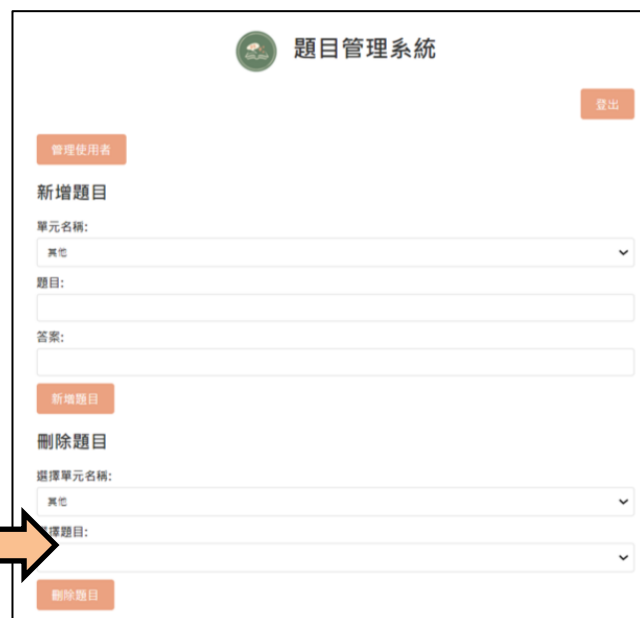 題目管理系統
登出
管理使用者
新增題目
單元名稱:
其他
題目:
答案:
新增題目
刪除題目
選擇單元名稱:
其他
擇題目:
刪除題目